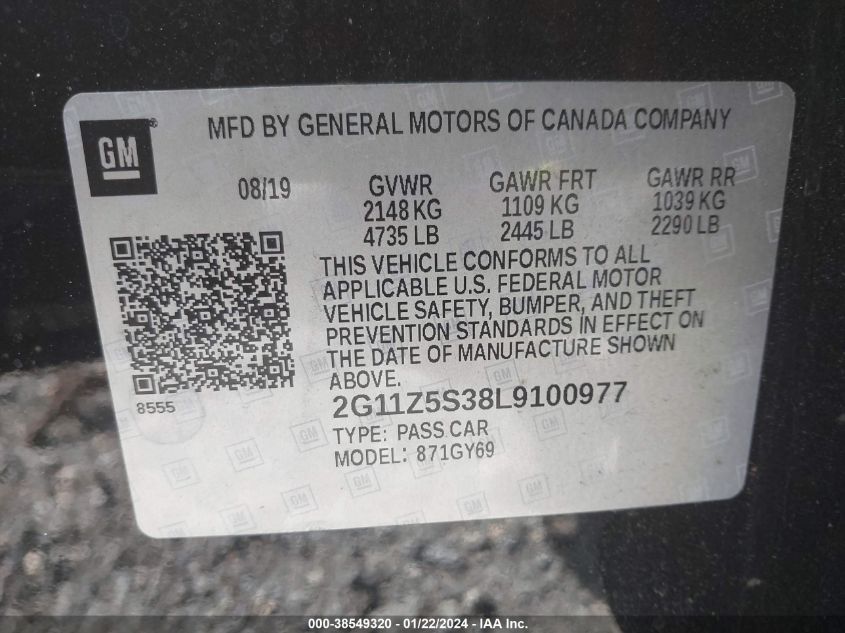 GM®
MFD BY GENERAL MOTORS OF CANADA COMPANY
08/19
GVWR
2148 KG
4735 LB
GAWR FRT
1109 KG
2445 LB
GAWR RR
1039 KG
2290 LB
THIS VEHICLE CONFORMS TO ALL
APPLICABLE U.S. FEDERAL MOTOR
VEHICLE SAFETY, BUMPER, AND THEFT
PREVENTION STANDARDS IN EFFECT ON
THE DATE OF MANUFACTURE SHOWN
ABOVE.
8555
2G11Z5S38L9100977
TYPE: PASS CAR
MODEL: 871GY69
000-38549320 - 01/22/2024 - IAAI Inc.